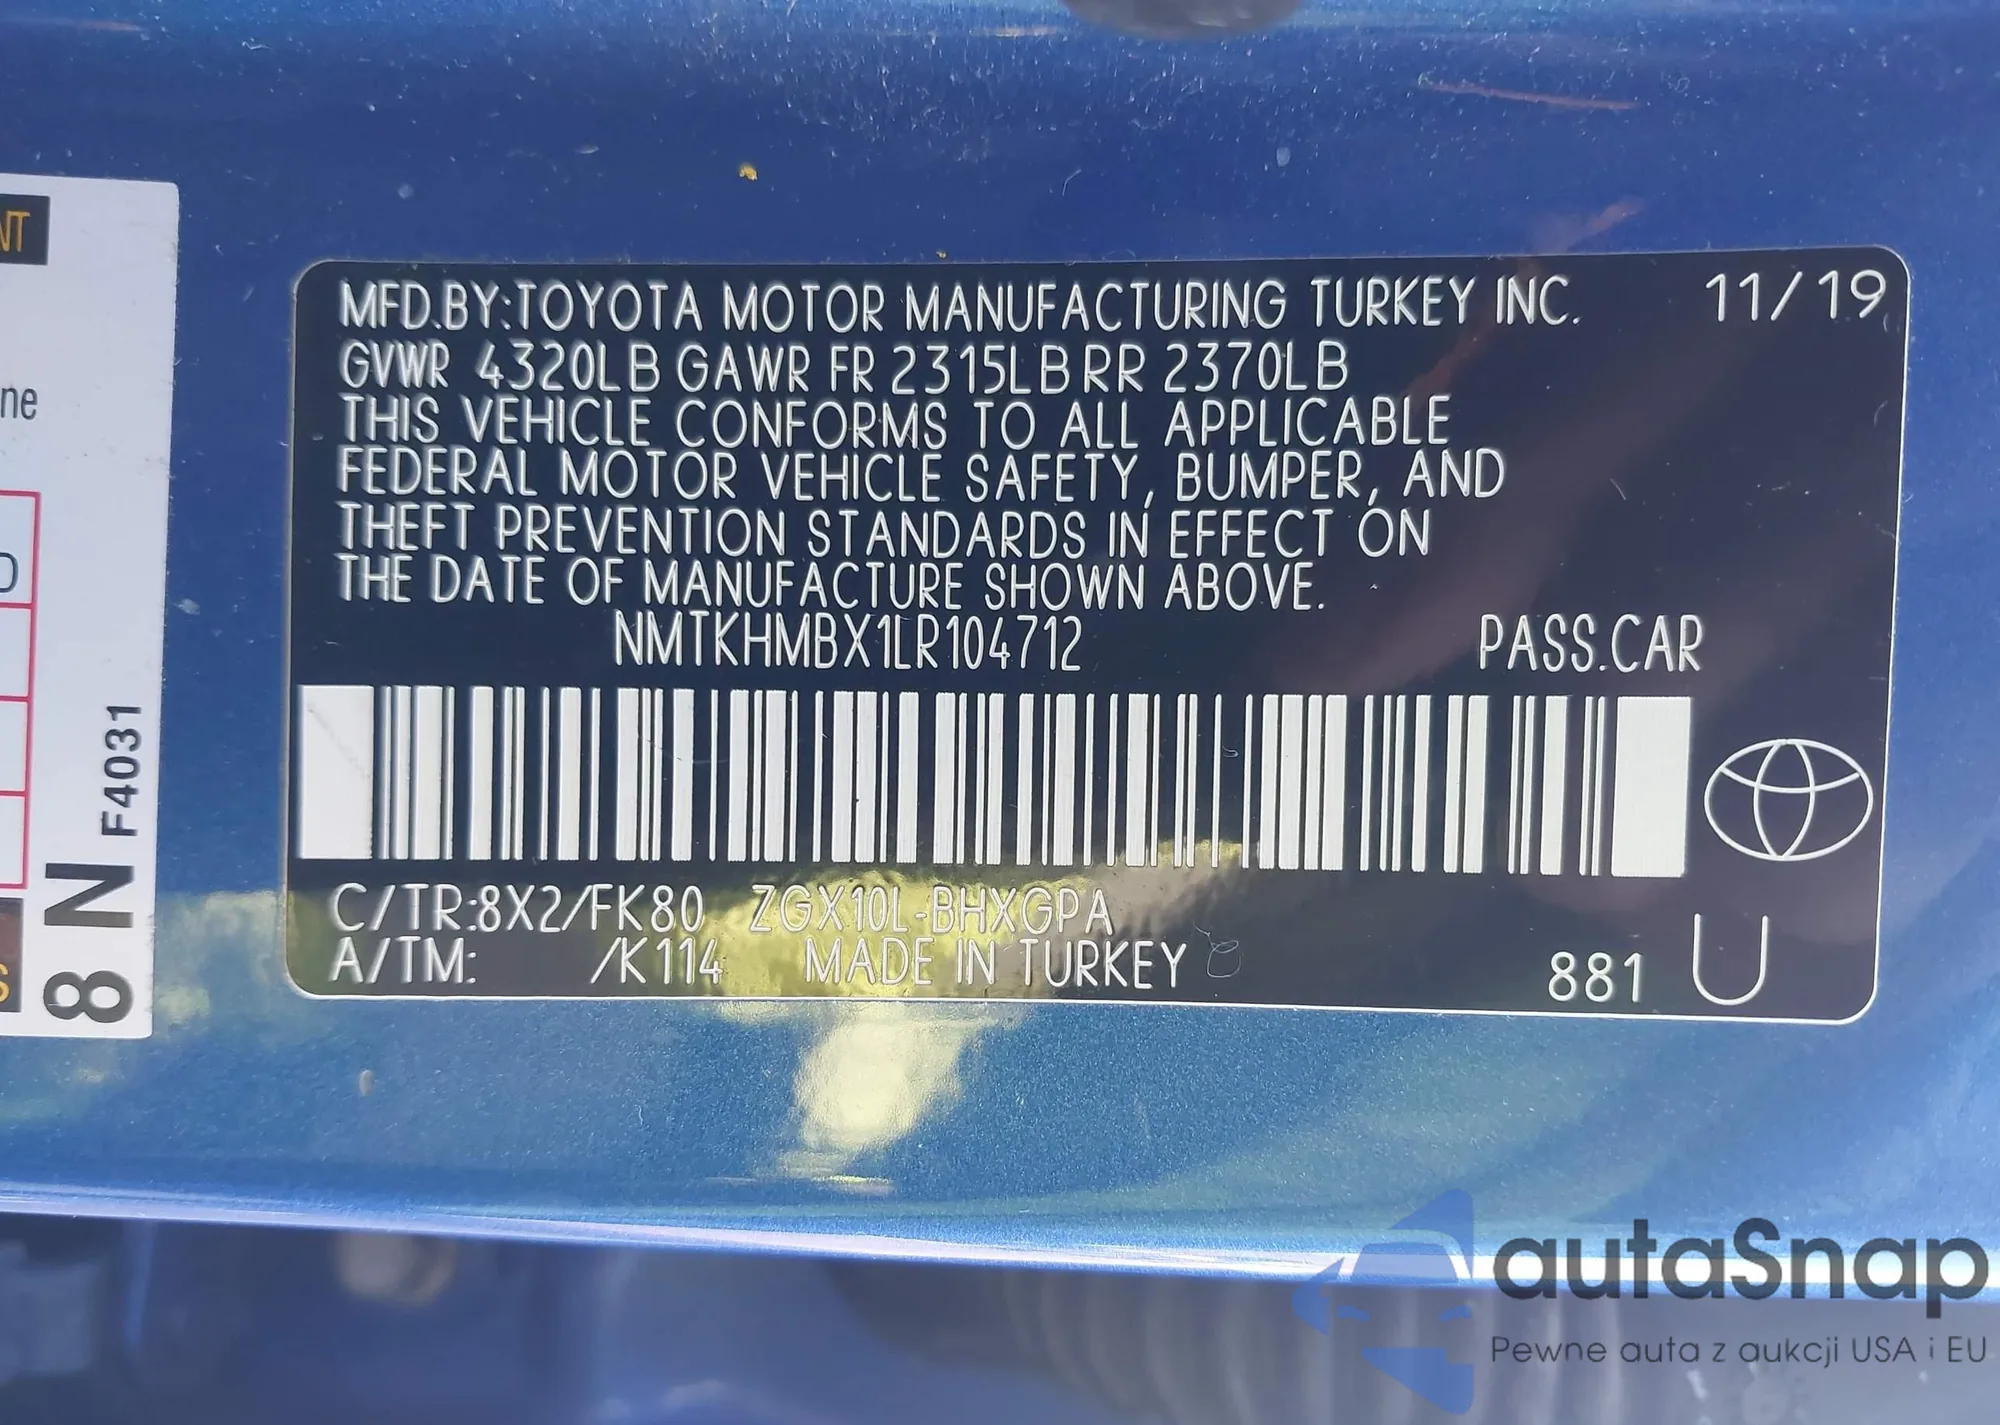 MFD.BY:TOYOTA MOTOR MANUFACTURING TURKEY INC. 11/19
GVWR 4320LB GAWR FR 2315LB RR 2370LB
THIS VEHICLE CONFORMS TO ALL APPLICABLE
FEDERAL MOTOR VEHICLE SAFETY, BUMPER, AND
THEFT PREVENTION STANDARDS IN EFFECT ON
THE DATE OF MANUFACTURE SHOWN ABOVE.
NMTKHMBX1LR104712 PASS.CAR
C/TR:8X2/FK80 ZGX10L-BHXGPA
A/TM: /K114 MADE IN TURKEY 881 U
8 N F4031
autaSnap
Pewne auta z aukcji USA i EU